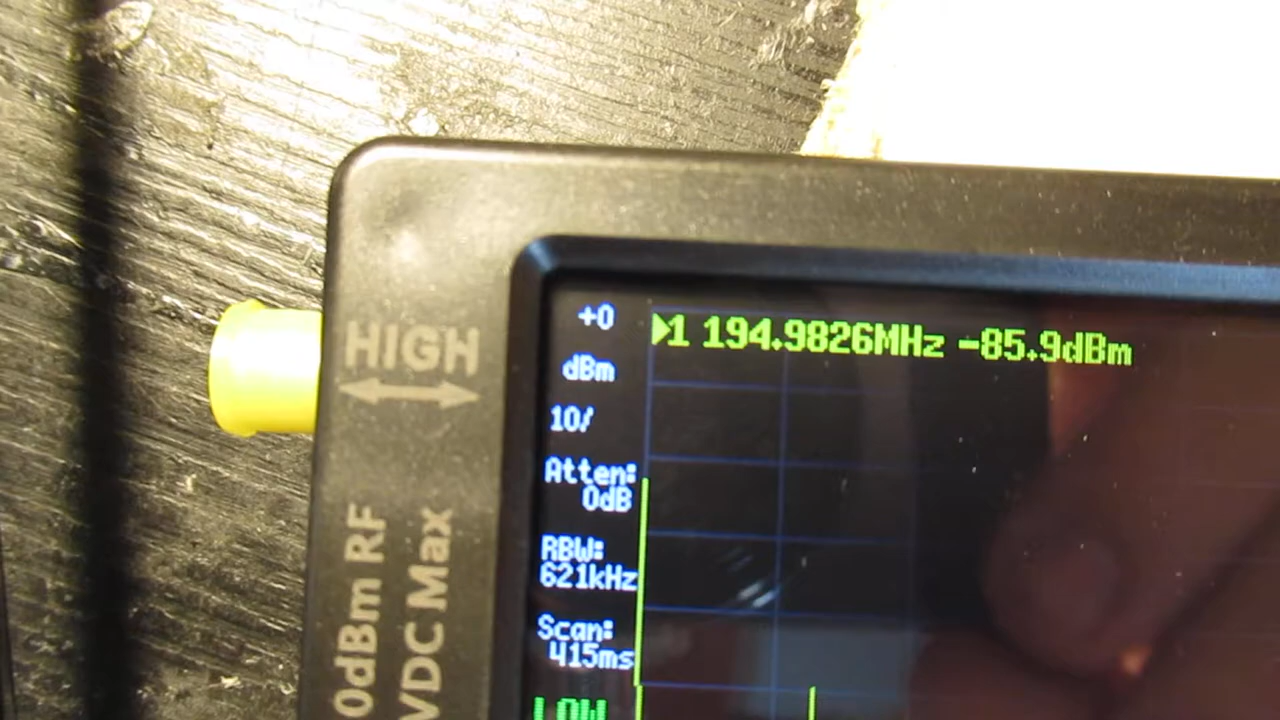 HIGH
0dBm RF
VDC Max
+0
dBm
10/
Atten:
0dB
RBW:
621kHz
Scan:
415ms
LOW
1 194.9826MHz -85.9dBm